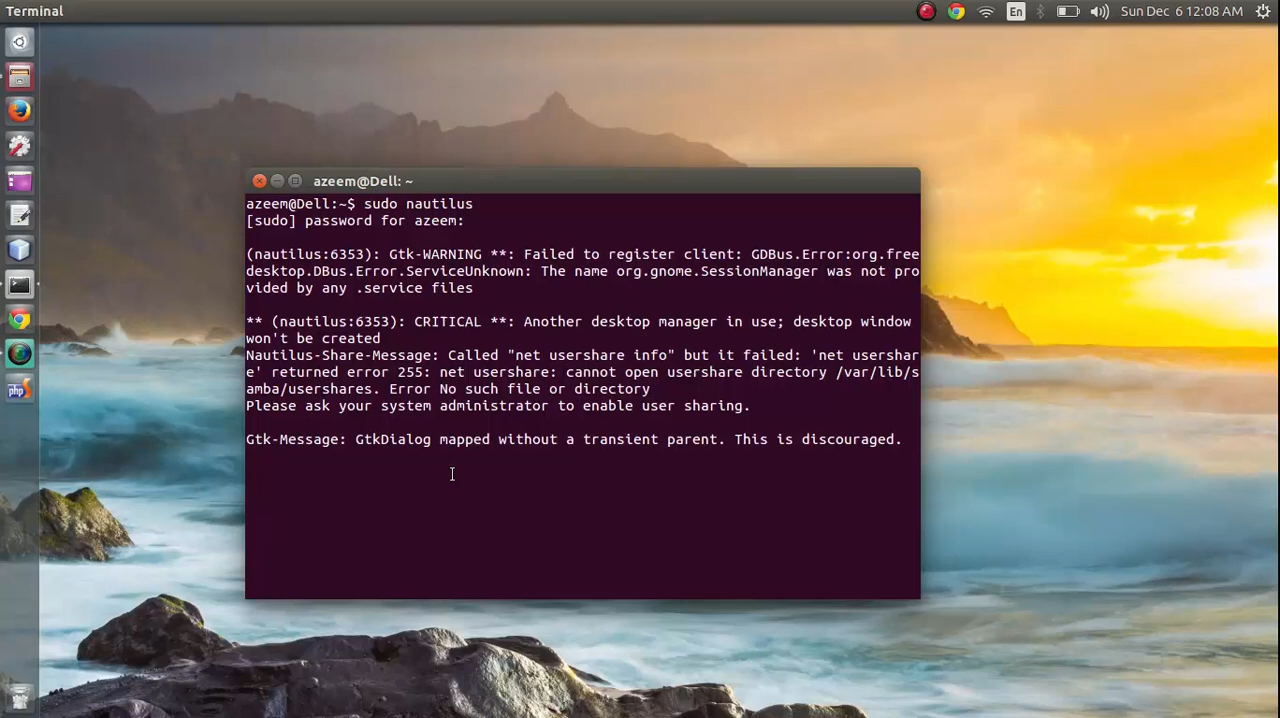 Terminal
En
Sun Dec 6 12:08 AM
azeem@Dell: ~
azeem@Dell:~$ sudo nautilus
[sudo] password for azeem:
(nautilus:6353): Gtk-WARNING **: Failed to register client: GDBus.Error:org.free
desktop.DBus.Error.ServiceUnknown: The name org.gnome.SessionManager was not pro
vided by any .service files
** (nautilus:6353): CRITICAL **: Another desktop manager in use; desktop window
won't be created
Nautilus-Share-Message: Called "net usershare info" but it failed: 'net usershar
e' returned error 255: net usershare: cannot open usershare directory /var/lib/s
amba/usershares. Error No such file or directory
Please ask your system administrator to enable user sharing.
Gtk-Message: GtkDialog mapped without a transient parent. This is discouraged.
php